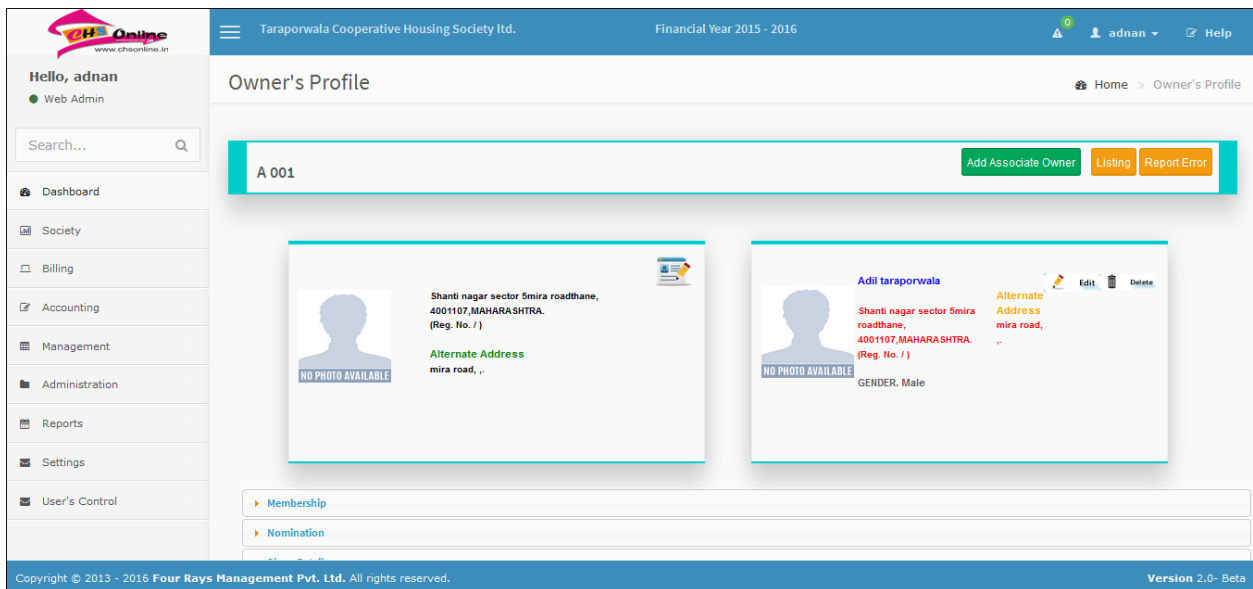 CHS Online
www.chsonline.in
Taraporwala Cooperative Housing Society ltd.
Financial Year 2015 - 2016
0
adnan
Help
Hello, adnan
Web Admin
Owner's Profile
Home > Owner's Profile
Search...
A 001
Add Associate Owner
Listing
Report Error
Dashboard
Society
Billing
Accounting
Management
Administration
Reports
Settings
User's Control
NO PHOTO AVAILABLE
Shanti nagar sector 5mira roadthane,
4001107,MAHARASHTRA.
(Reg. No. / )
Alternate Address
mira road, ,.
NO PHOTO AVAILABLE
Adil taraporwala
Shanti nagar sector 5mira
roadthane,
4001107,MAHARASHTRA.
(Reg. No. / )
GENDER. Male
Alternate
Address
mira road,
,.
Edit
Delete
Membership
Nomination
Copyright © 2013 - 2016 Four Rays Management Pvt. Ltd. All rights reserved.
Version 2.0- Beta